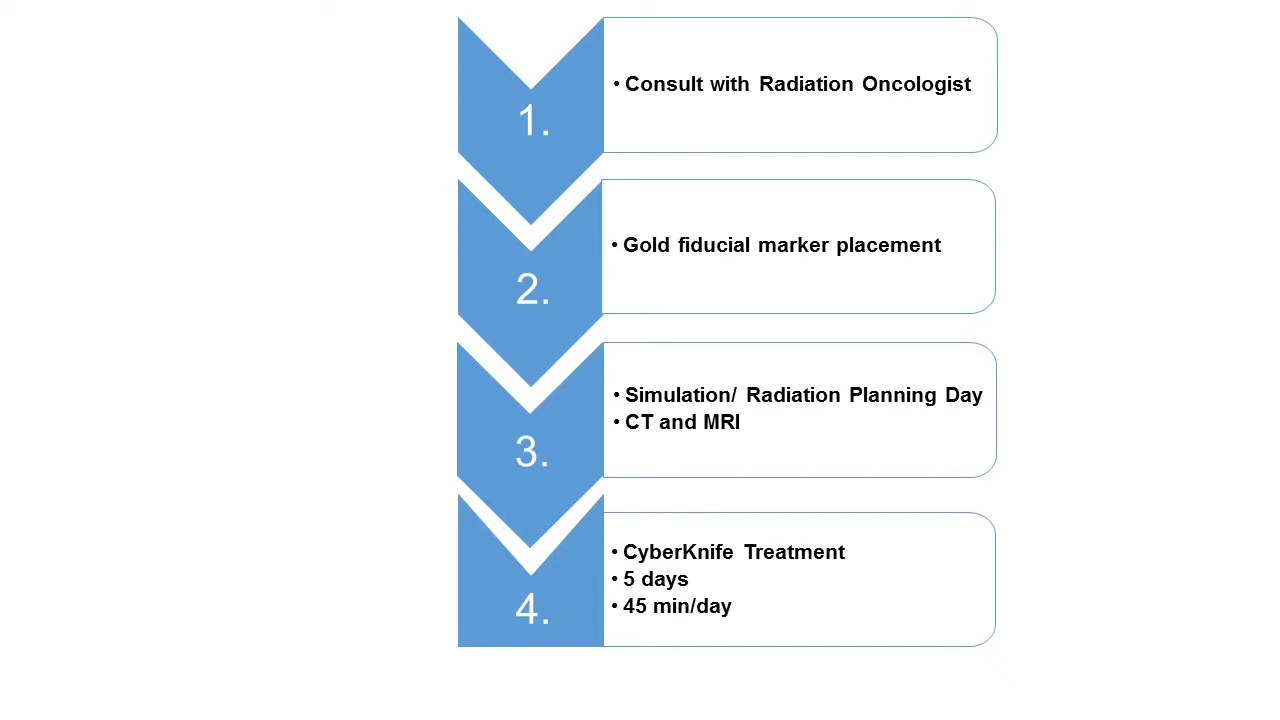 1.
• Consult with Radiation Oncologist
2.
• Gold fiducial marker placement
3.
• Simulation/ Radiation Planning Day
• CT and MRI
4.
• CyberKnife Treatment
• 5 days
• 45 min/day